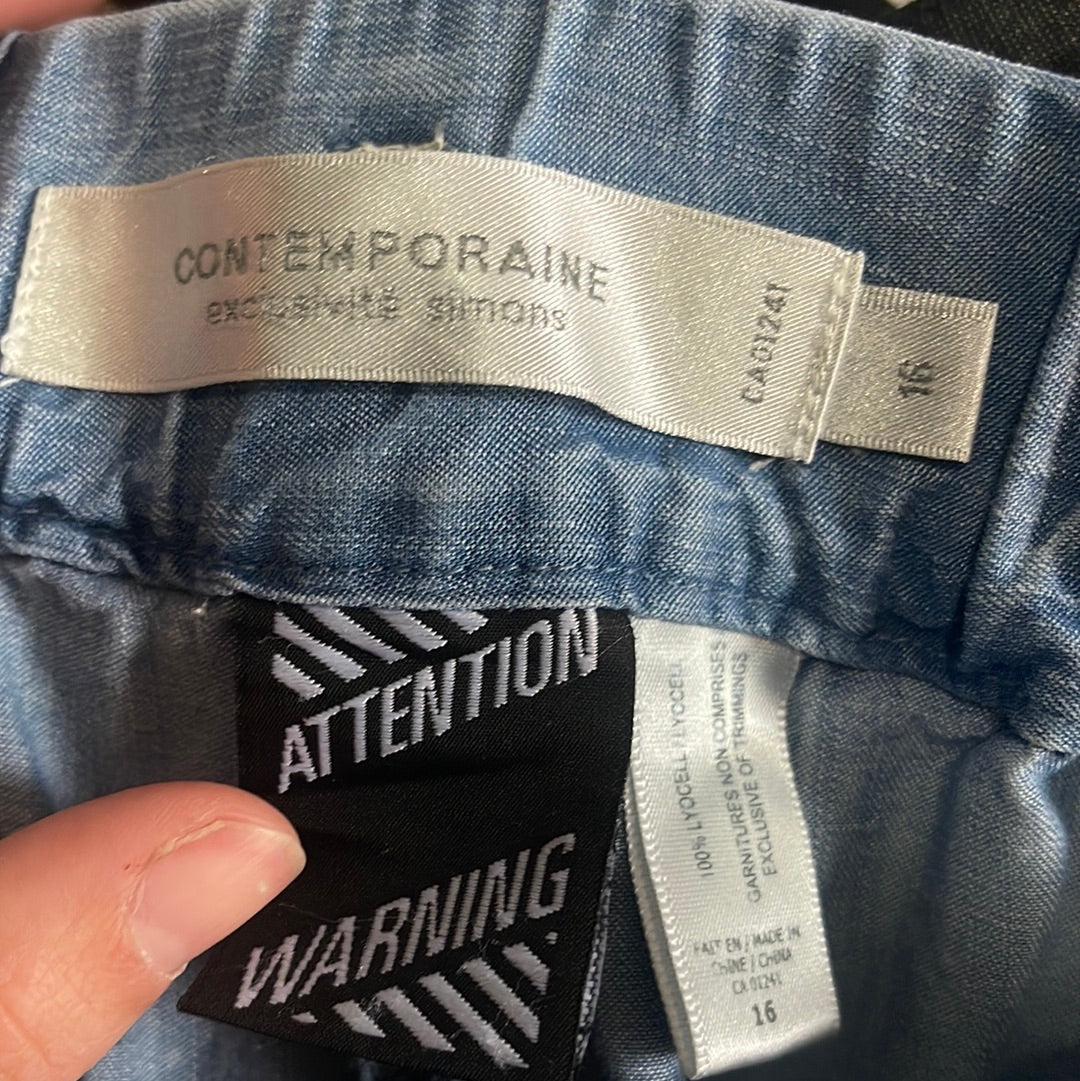 CONTEMPORAINE
exclusivité simons
CA01241
16
ATTENTION
WARNING
100% LYOCELL / LYOCELL
GARNITURES NON COMPRISES
EXCLUSIVE OF TRIMMINGS
FAIT EN / MADE IN
CHINE / CHINA
CA 01241
16